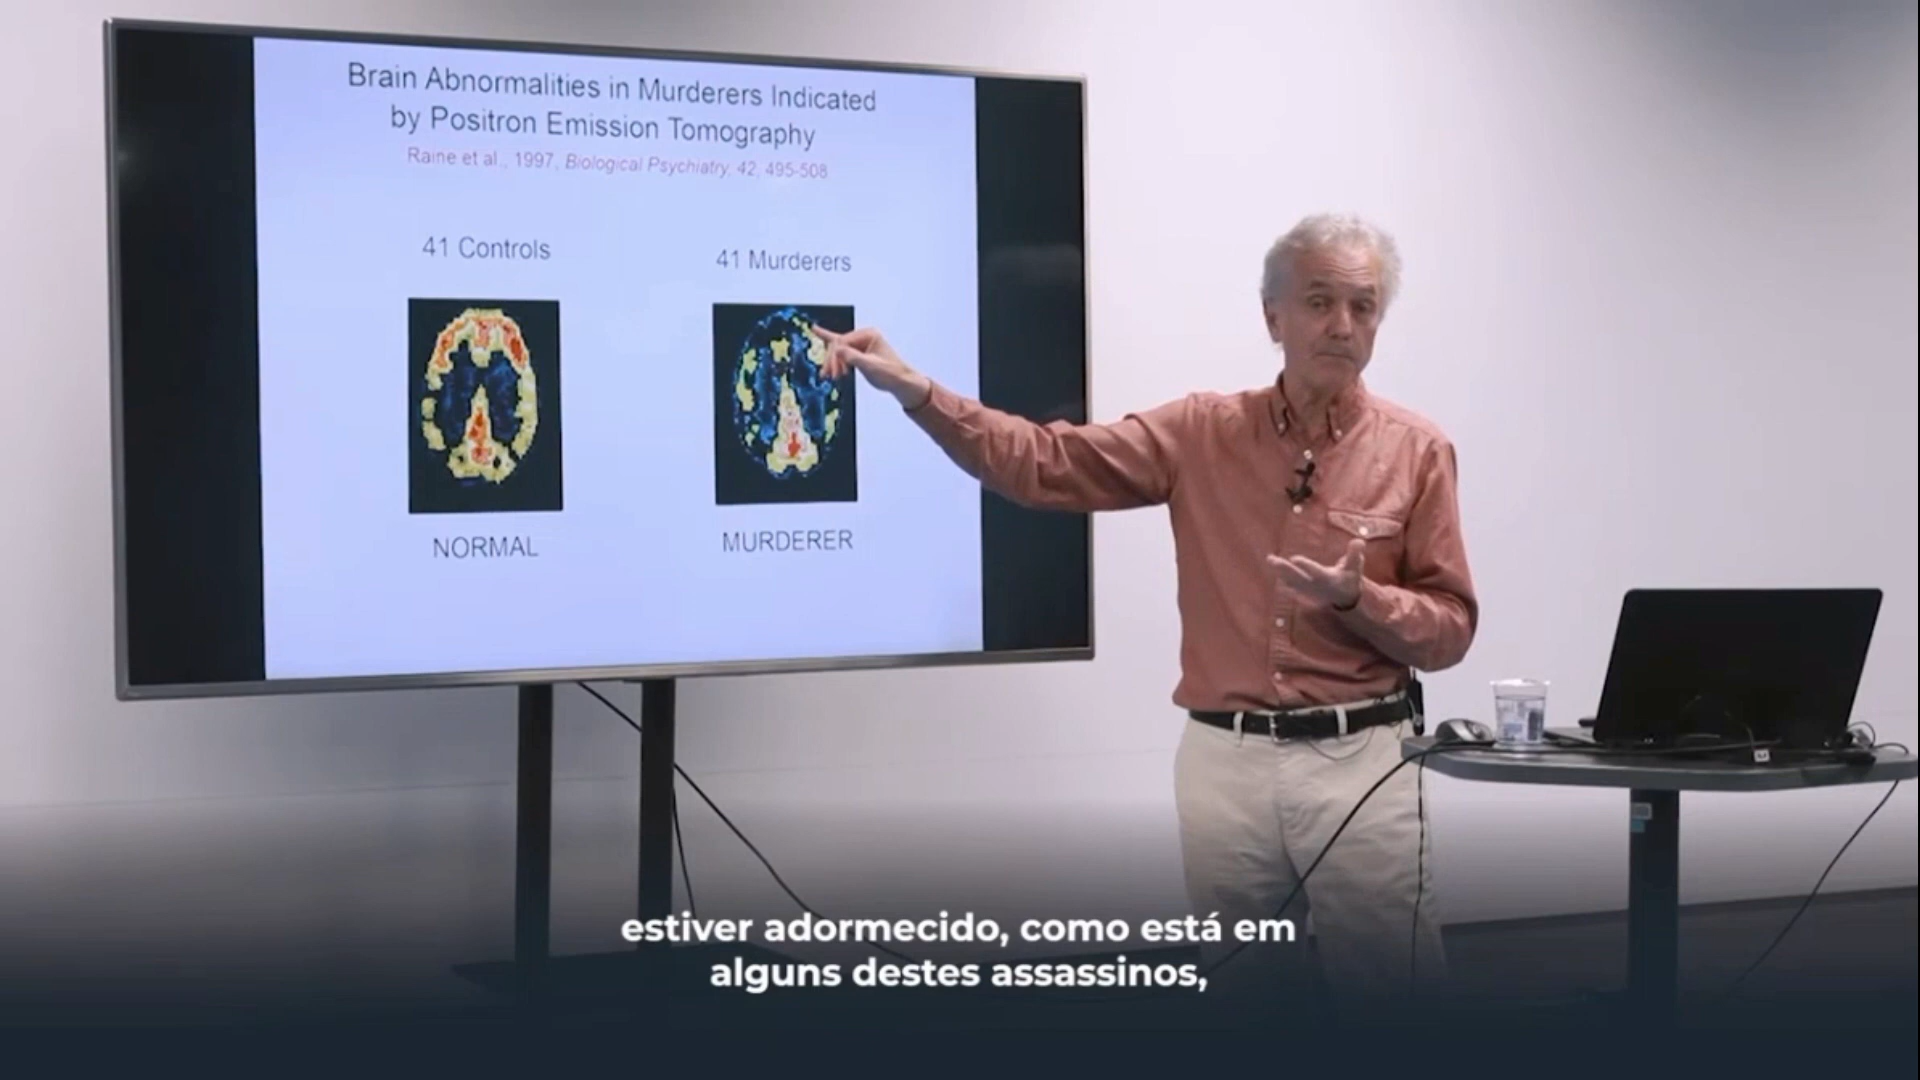 Brain Abnormalities in Murderers Indicated
by Positron Emission Tomography
Raine et al., 1997, Biological Psychiatry, 42, 495-508
41 Controls
41 Murderers
NORMAL
MURDERER
estiver adormecido, como está em
alguns destes assassinos,